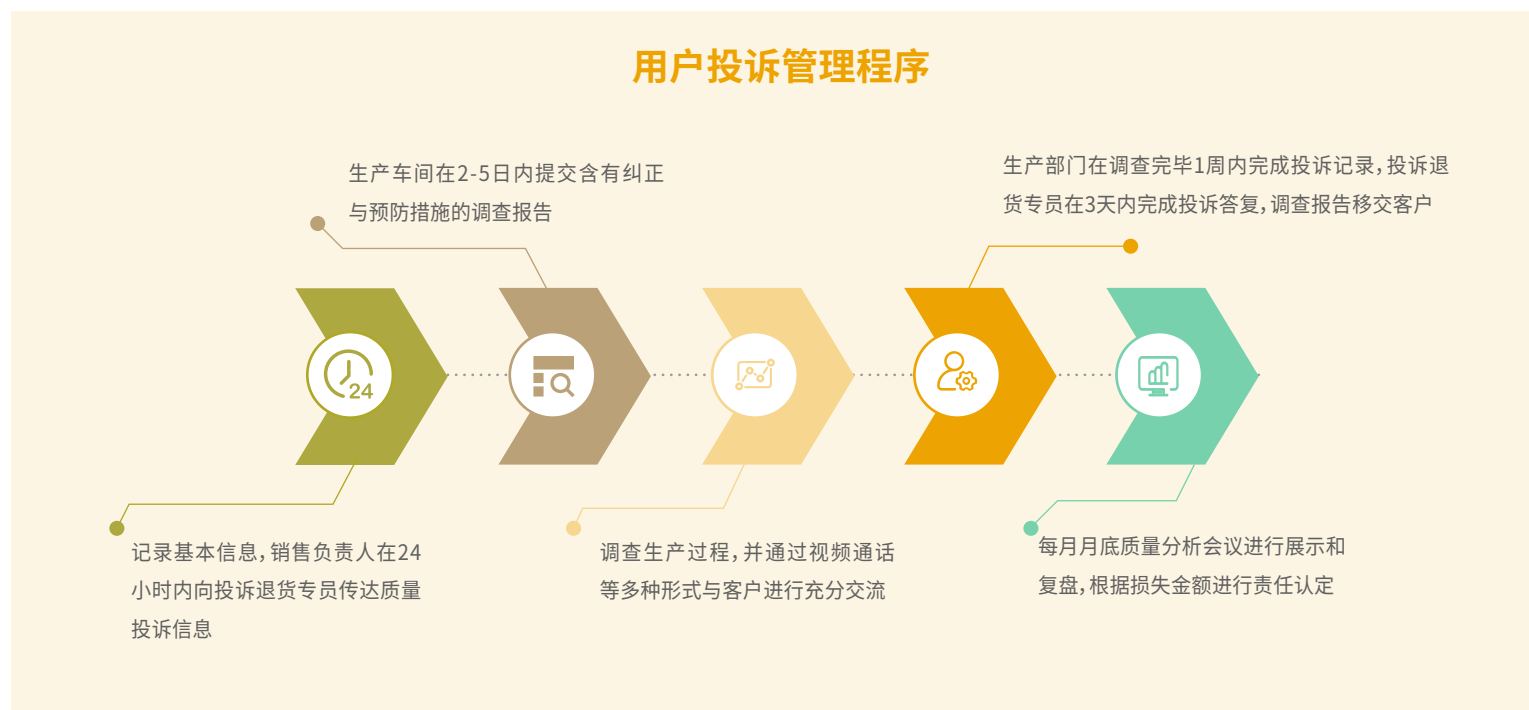 用户投诉管理程序
生产车间在2-5日内提交含有纠正
与预防措施的调查报告
生产部门在调查完毕1周内完成投诉记录,投诉退
货专员在3天内完成投诉答复,调查报告移交客户
24
记录基本信息,销售负责人在24
小时内向投诉退货专员传达质量
投诉信息
调查生产过程,并通过视频通话
等多种形式与客户进行充分交流
每月月底质量分析会议进行展示和
复盘,根据损失金额进行责任认定